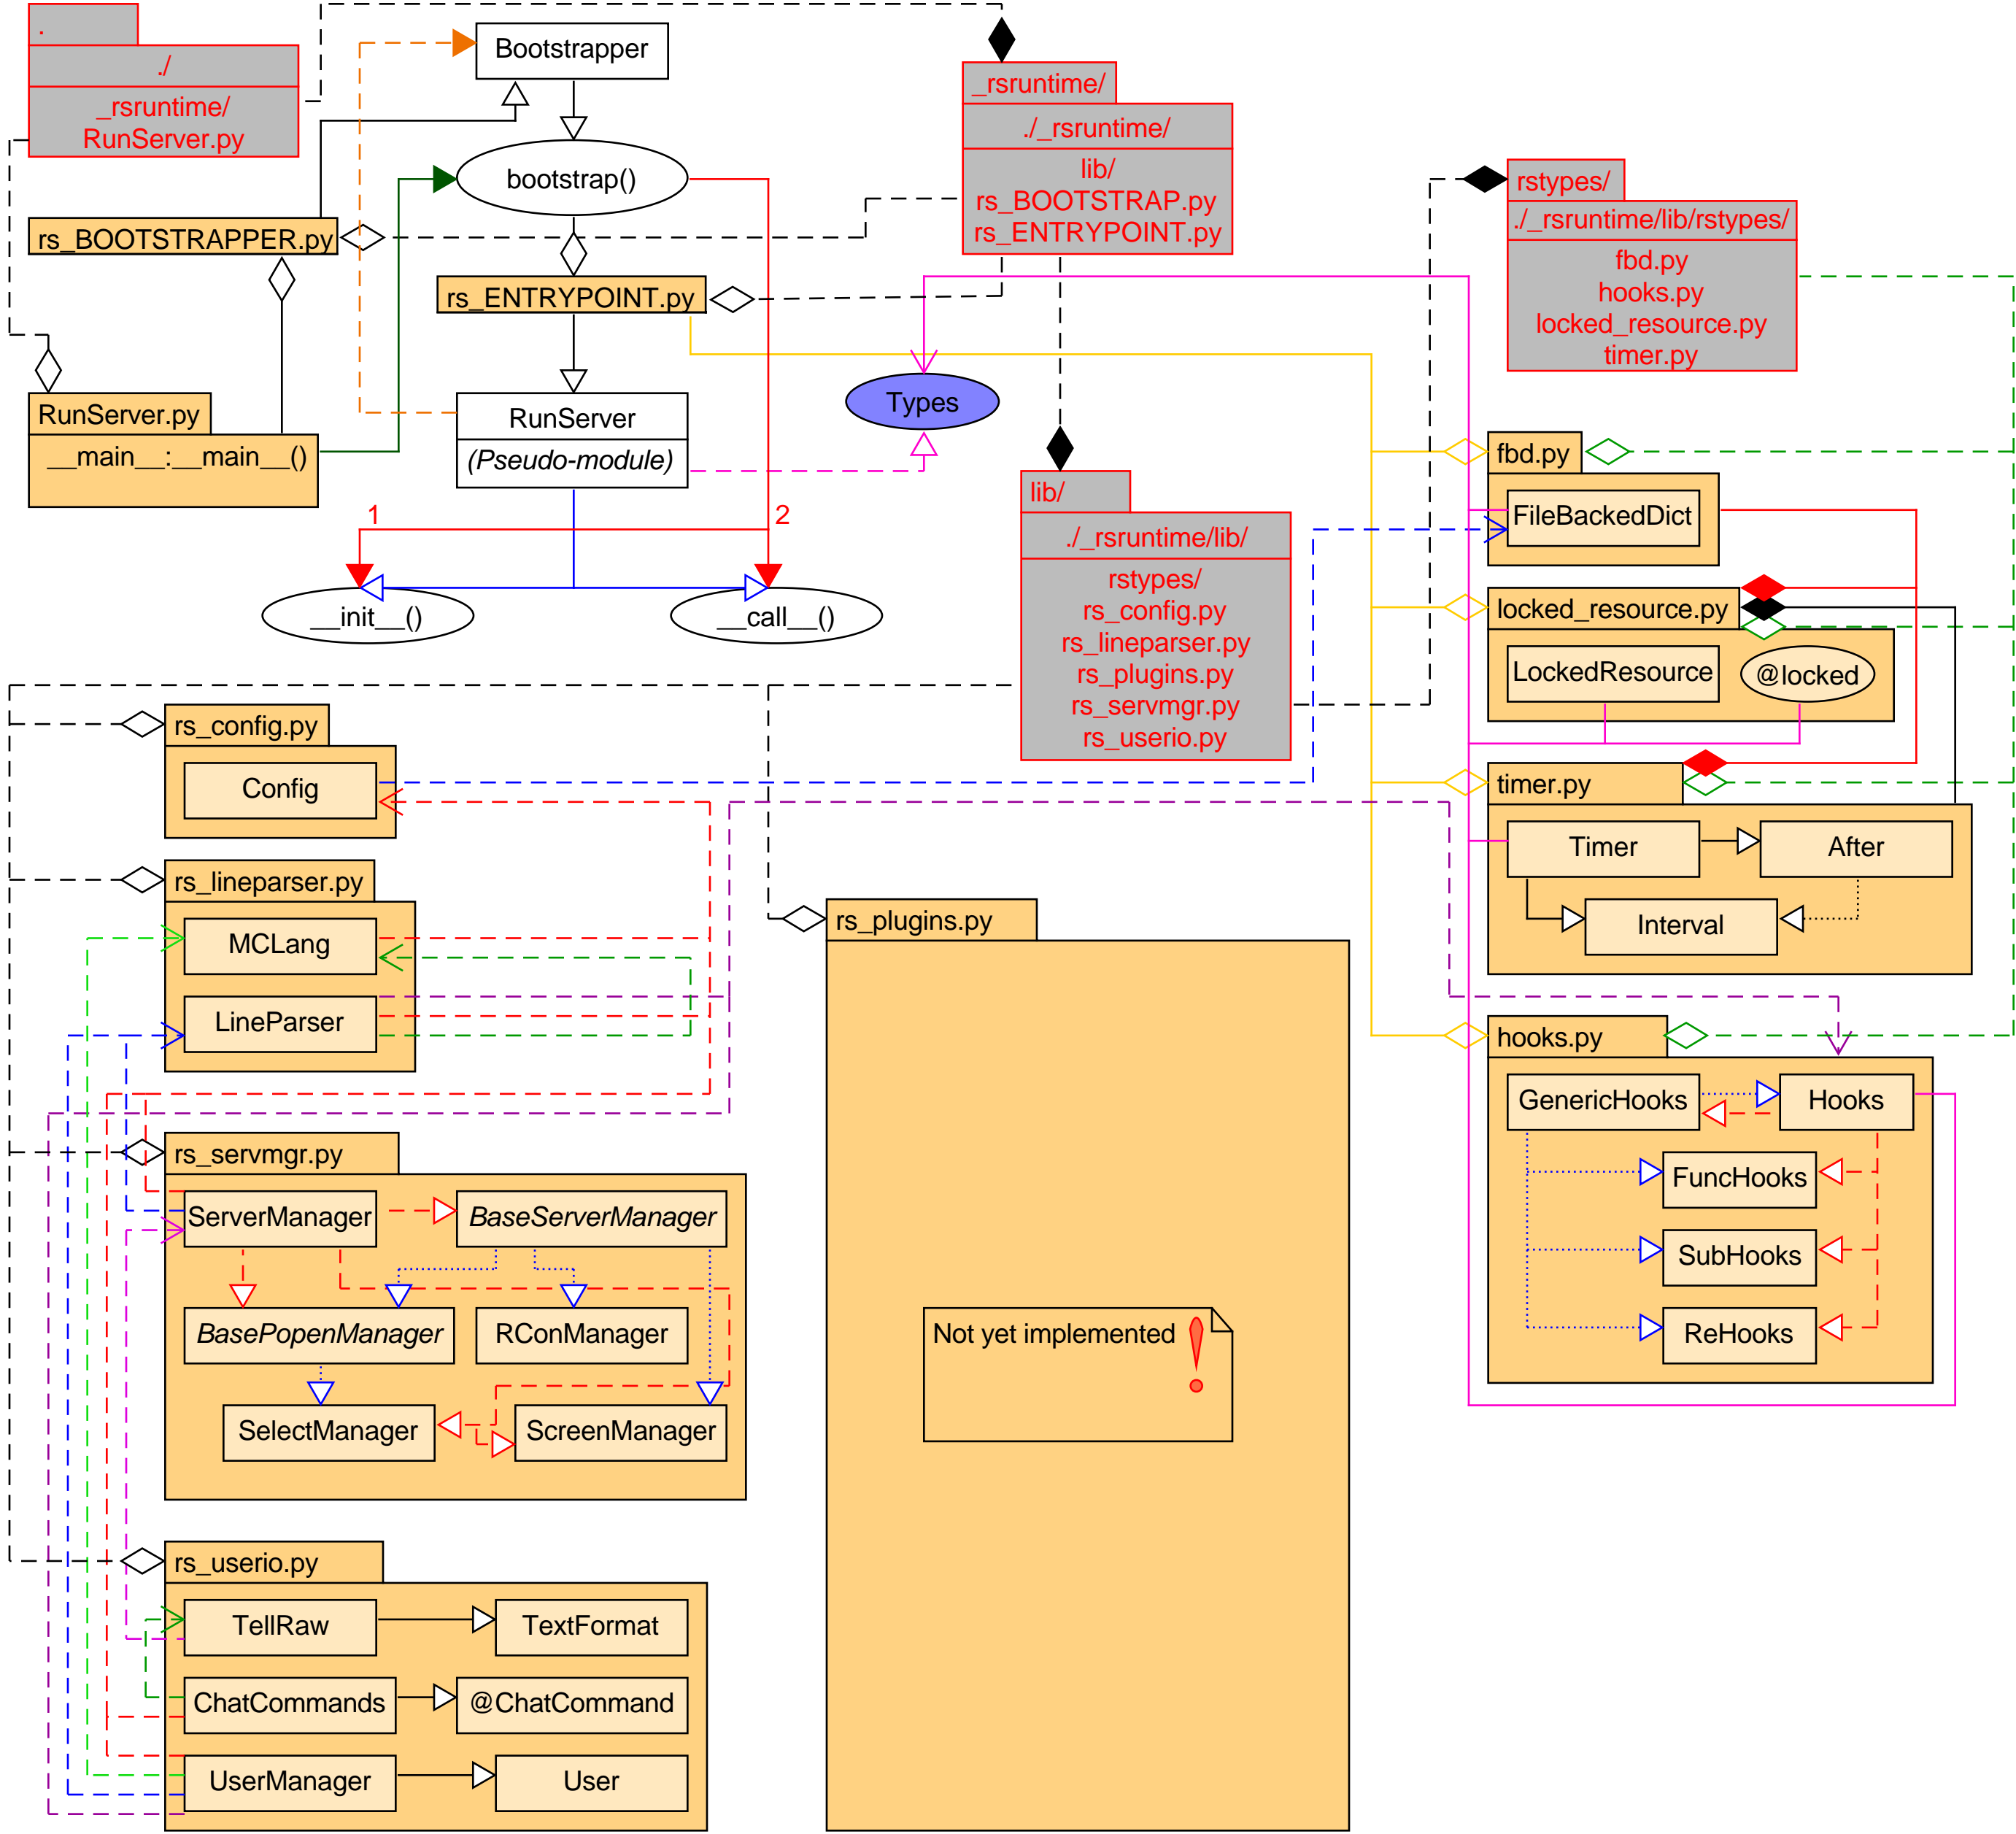 .
./
_rsruntime/
RunServer.py
Bootstrapper
bootstrap()
rs_BOOTSTRAPPER.py
rs_ENTRYPOINT.py
RunServer.py
__main__:__main__()
RunServer
(Pseudo-module)
1
2
__init__()
__call__()
_rsruntime/
./_rsruntime/
lib/
rs_BOOTSTRAP.py
rs_ENTRYPOINT.py
Types
lib/
./_rsruntime/lib/
rstypes/
rs_config.py
rs_lineparser.py
rs_plugins.py
rs_servmgr.py
rs_userio.py
rstypes/
./_rsruntime/lib/rstypes/
fbd.py
hooks.py
locked_resource.py
timer.py
fbd.py
FileBackedDict
locked_resource.py
LockedResource
@locked
timer.py
Timer
After
Interval
hooks.py
GenericHooks
Hooks
FuncHooks
SubHooks
ReHooks
rs_config.py
Config
rs_lineparser.py
MCLang
LineParser
rs_servmgr.py
ServerManager
BaseServerManager
BasePopenManager
RConManager
SelectManager
ScreenManager
rs_userio.py
TellRaw
TextFormat
ChatCommands
@ChatCommand
UserManager
User
rs_plugins.py
Not yet implemented